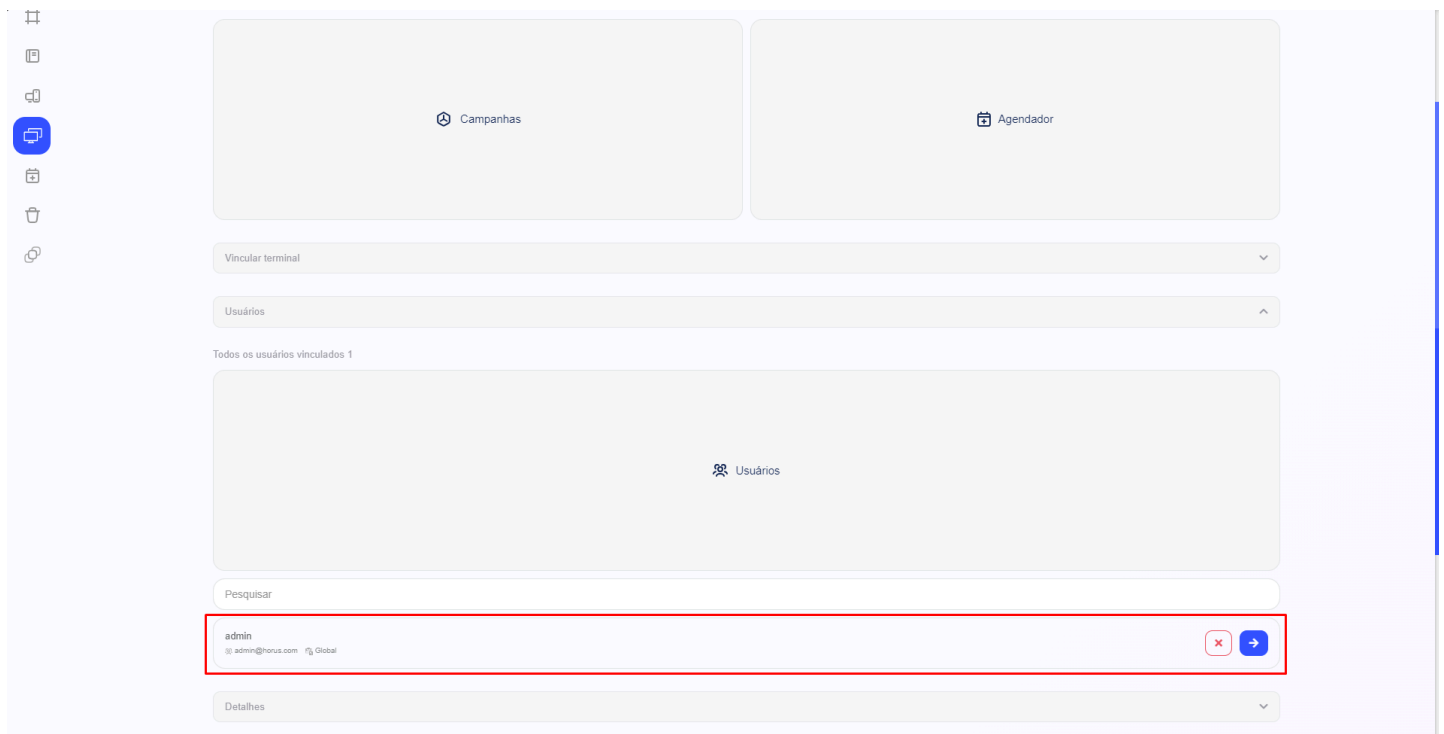 Campanhas
Agendador
Vincular terminal
Usuários
Todos os usuários vinculados 1
Usuários
Pesquisar
admin
admin@horus.com Global
Detalhes